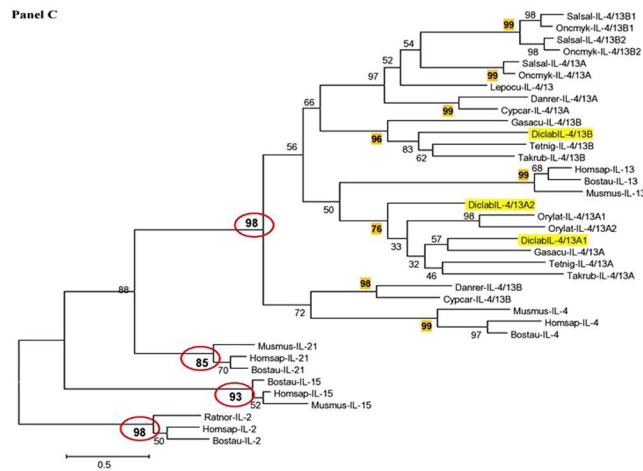 Panel C
98
Salsal-IL-4/13B1
99
Oncmyk-IL-4/13B1
Salsal-IL-4/13B2
54
98
Oncmyk-IL-4/13B2
52
Salsal-IL-4/13A
99
Oncmyk-IL-4/13A
97
Lepocu-IL-4/13
Danrer-IL-4/13A
99
Cypcar-IL-4/13A
66
Gasacu-IL-4/13B
96
DiclabIL-4/13B
83
Tetnig-IL-4/13B
62
Takrub-IL-4/13B
56
68
Homsap-IL-13
99
Bostau-IL-13
Musmus-IL-13
50
DiclabIL-4/13A2
98
Orylat-IL-4/13A1
98
76
Orylat-IL-4/13A2
33
57
DiclabIL-4/13A1
Gasacu-IL-4/13A
32
Tetnig-IL-4/13A
46
Takrub-IL-4/13A
98
Danrer-IL-4/13B
88
Cypcar-IL-4/13B
72
Musmus-IL-4
99
Homsap-IL-4
97
Bostau-IL-4
Musmus-IL-21
85
Homsap-IL-21
70
Bostau-IL-21
Bostau-IL-15
93
Homsap-IL-15
52
Musmus-IL-15
Ratnor-IL-2
98
Homsap-IL-2
50
Bostau-IL-2
0.5